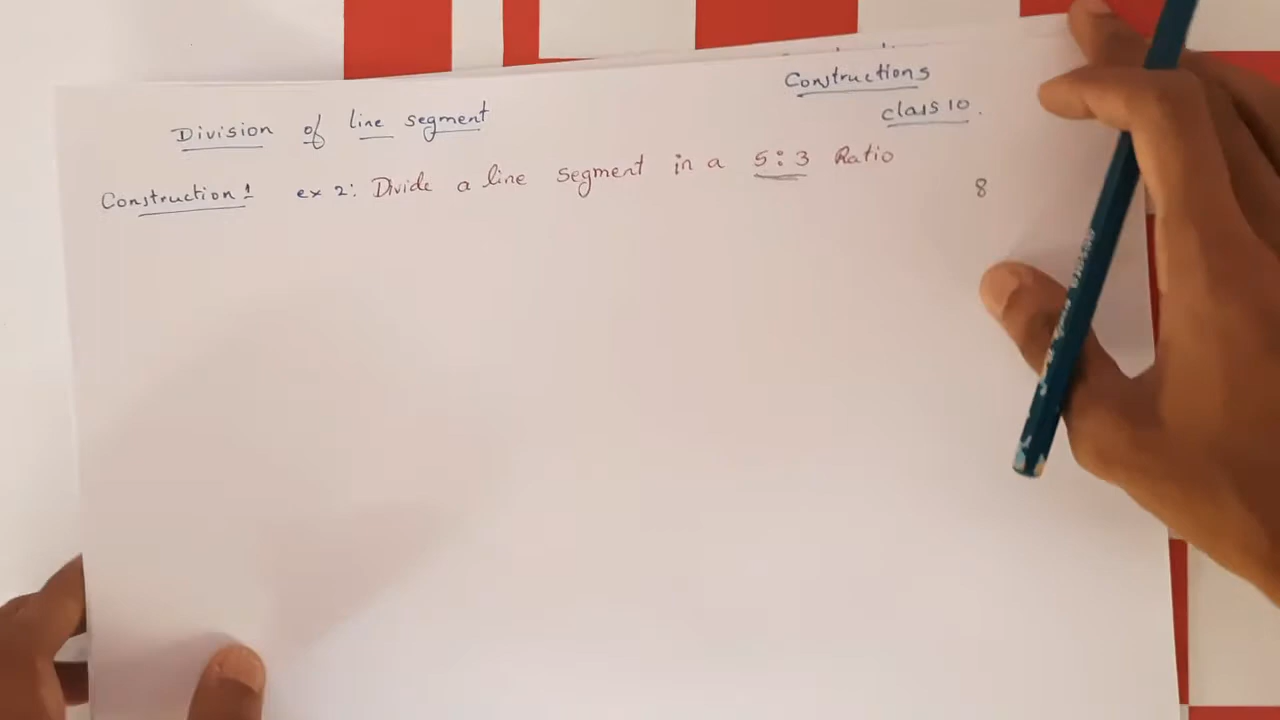 Constructions
class 10.
Division of line segment
Construction 1 ex 2: Divide a line segment in a 5:3 Ratio
8